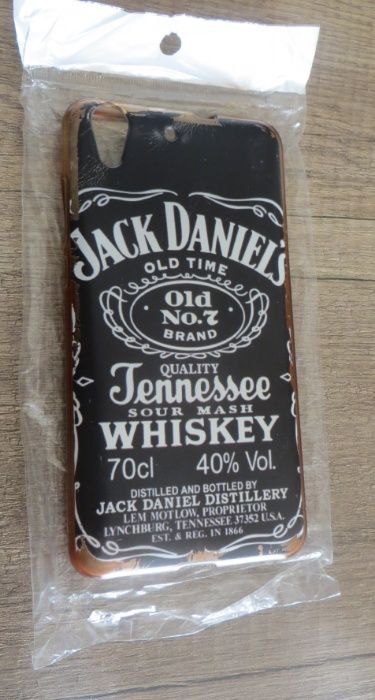 JACK DANIEL'S
OLD TIME
Old
No.7
BRAND
QUALITY
Tennessee
SOUR MASH
WHISKEY
70cl 40% Vol.
DISTILLED AND BOTTLED BY
JACK DANIEL DISTILLERY
LEM MOTLOW, PROPRIETOR
LYNCHBURG, TENNESSEE 37352 U.S.A.
EST. & REG. IN 1866